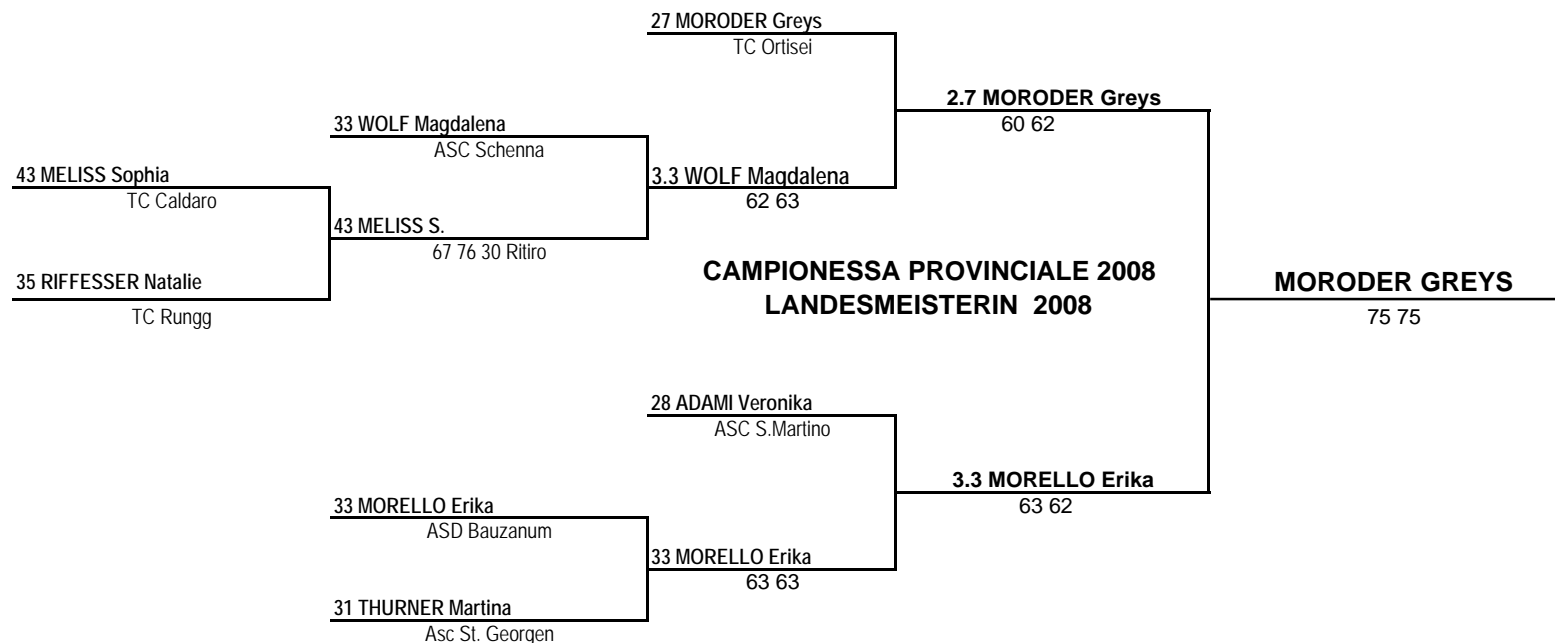 27 MORODER Greys
TC Ortisei
2.7 MORODER Greys
60 62
33 WOLF Magdalena
ASC Schenna
43 MELISS Sophia
TC Caldaro
3.3 WOLF Magdalena
62 63
43 MELISS S.
67 76 30 Ritiro
35 RIFFESSER Natalie
TC Rungg
CAMPIONESSA PROVINCIALE 2008
LANDESMEISTERIN 2008
MORODER GREYS
75 75
28 ADAMI Veronika
ASC S.Martino
3.3 MORELLO Erika
63 62
33 MORELLO Erika
ASD Bauzanum
33 MORELLO Erika
63 63
31 THURNER Martina
Asc St. Georgen